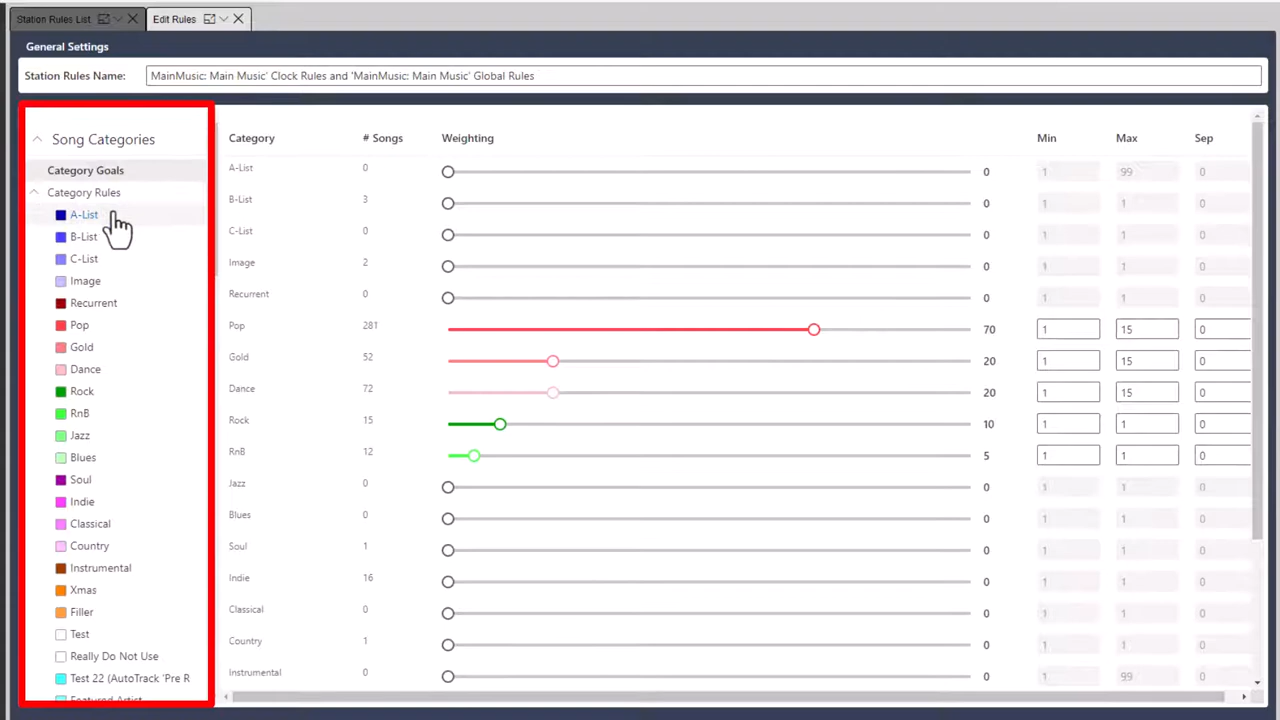 Station Rules List
Edit Rules
General Settings
Station Rules Name: MainMusic: Main Music' Clock Rules and 'MainMusic: Main Music' Global Rules
Song Categories
Category Goals
Category Rules
A-List
B-List
C-List
Image
Recurrent
Pop
Gold
Dance
Rock
RnB
Jazz
Blues
Soul
Indie
Classical
Country
Instrumental
Xmas
Filler
Test
Really Do Not Use
Test 22 (AutoTrack 'Pre R
Featured Artist
Category # Songs Weighting Min Max Sep
A-List 0 0 1 99 0
B-List 3 0 1 1 0
C-List 0 0 1 1 0
Image 2 0 1 1 0
Recurrent 0 0 1 1 0
Pop 281 70 1 15 0
Gold 52 20 1 15 0
Dance 72 20 1 15 0
Rock 15 10 1 1 0
RnB 12 5 1 1 0
Jazz 0 0 1 1 0
Blues 0 0 1 1 0
Soul 1 0 1 1 0
Indie 16 0 1 1 0
Classical 0 0 1 1 0
Country 1 0 1 1 0
Instrumental 0 0 1 99 0